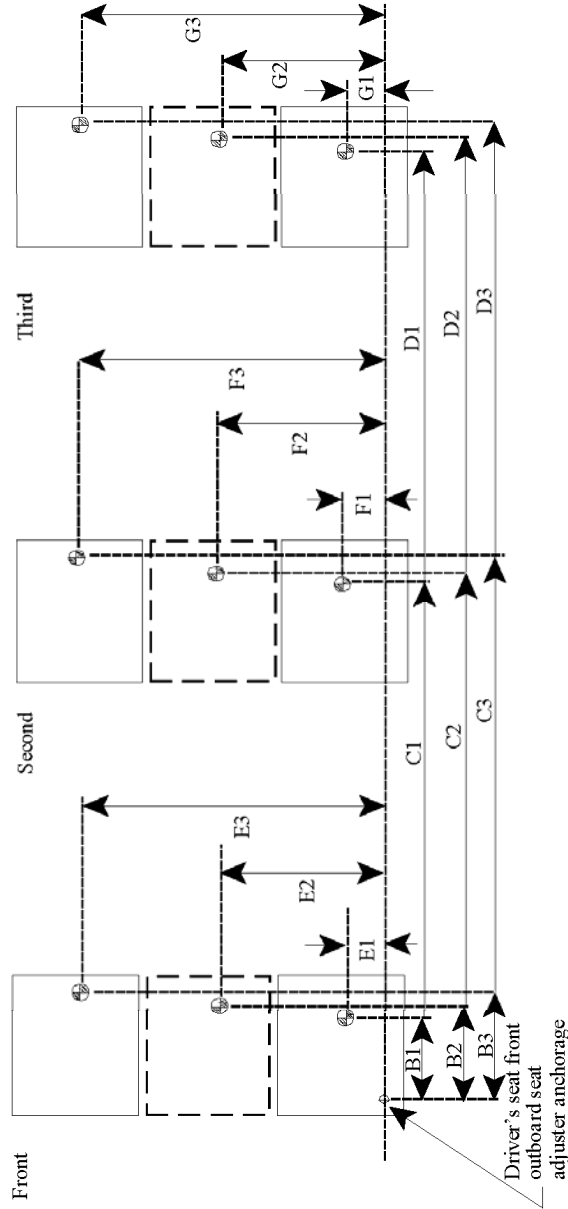 Front
Second
Third
E3
E2
E1
F3
F2
F1
G3
G2
G1
B1
B2
B3
C1
C2
C3
D1
D2
D3
Driver's seat front
outboard seat
adjuster anchorage